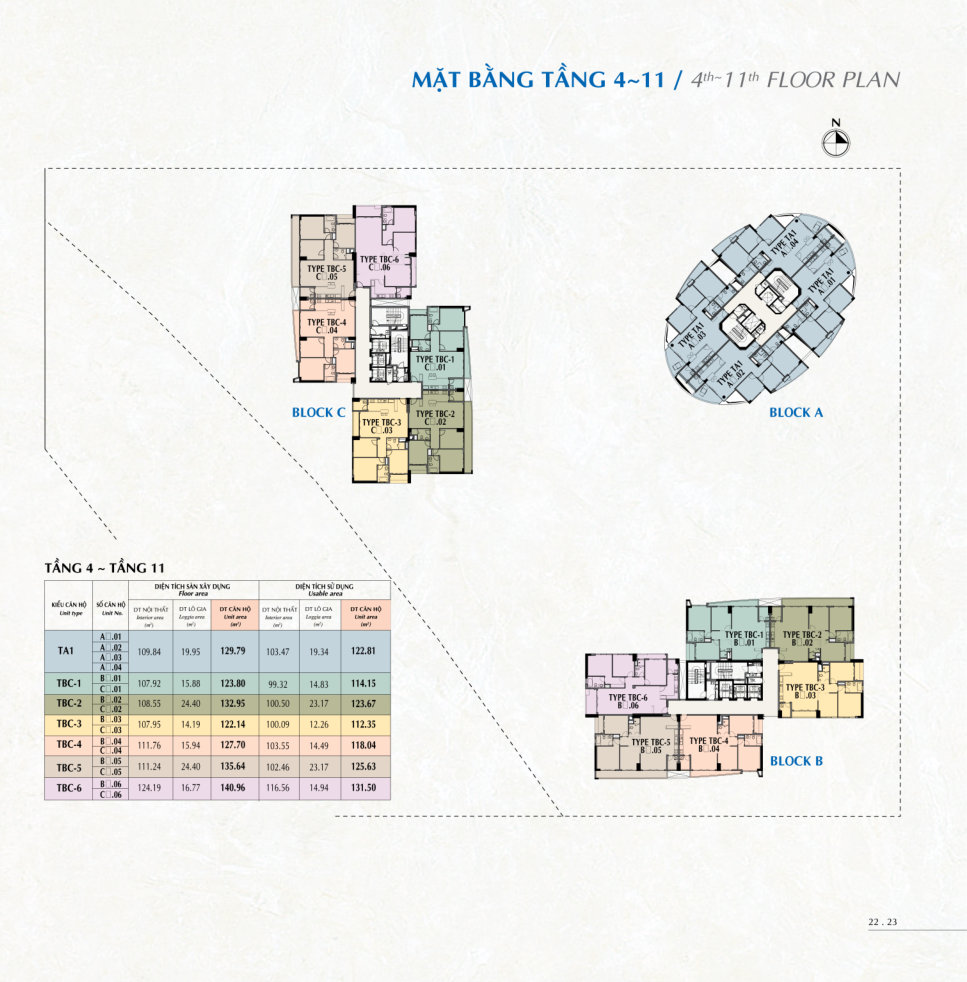 MẶT BẰNG TẦNG 4~11 / 4th~11th FLOOR PLAN
N
TYPE TBC-6
C□.06
TYPE TBC-5
C□.05
TYPE TBC-4
C□.04
TYPE TBC-1
C□.01
TYPE TBC-2
C□.02
TYPE TBC-3
C□.03
BLOCK C
TYPE TA1
A□.04
TYPE TA1
A□.01
TYPE TA1
A□.03
TYPE TA1
A□.02
BLOCK A
TẦNG 4 ~ TẦNG 11
KIỂU CĂN HỘ
Unit type
SỐ CĂN HỘ
Unit No.
DIỆN TÍCH SÀN XÂY DỰNG
Floor area
DIỆN TÍCH SỬ DỤNG
Usable area
DT NỘI THẤT
Interior area
(m²)
DT LÔ GIA
Loggia area
(m²)
DT CĂN HỘ
Unit area
(m²)
DT NỘI THẤT
Interior area
(m²)
DT LÔ GIA
Loggia area
(m²)
DT CĂN HỘ
Unit area
(m²)
TA1 A□.01 A□.02 A□.03 A□.04 109.84 19.95 129.79 103.47 19.34 122.81
TBC-1 B□.01 C□.01 107.92 15.88 123.80 99.32 14.83 114.15
TBC-2 B□.02 C□.02 108.55 24.40 132.95 100.50 23.17 123.67
TBC-3 B□.03 C□.03 107.95 14.19 122.14 100.09 12.26 112.35
TBC-4 B□.04 C□.04 111.76 15.94 127.70 103.55 14.49 118.04
TBC-5 B□.05 C□.05 111.24 24.40 135.64 102.46 23.17 125.63
TBC-6 B□.06 C□.06 124.19 16.77 140.96 116.56 14.94 131.50
TYPE TBC-1
B□.01
TYPE TBC-2
B□.02
TYPE TBC-6
B□.06
TYPE TBC-3
B□.03
TYPE TBC-5
B□.05
TYPE TBC-4
B□.04
BLOCK B
22 . 23